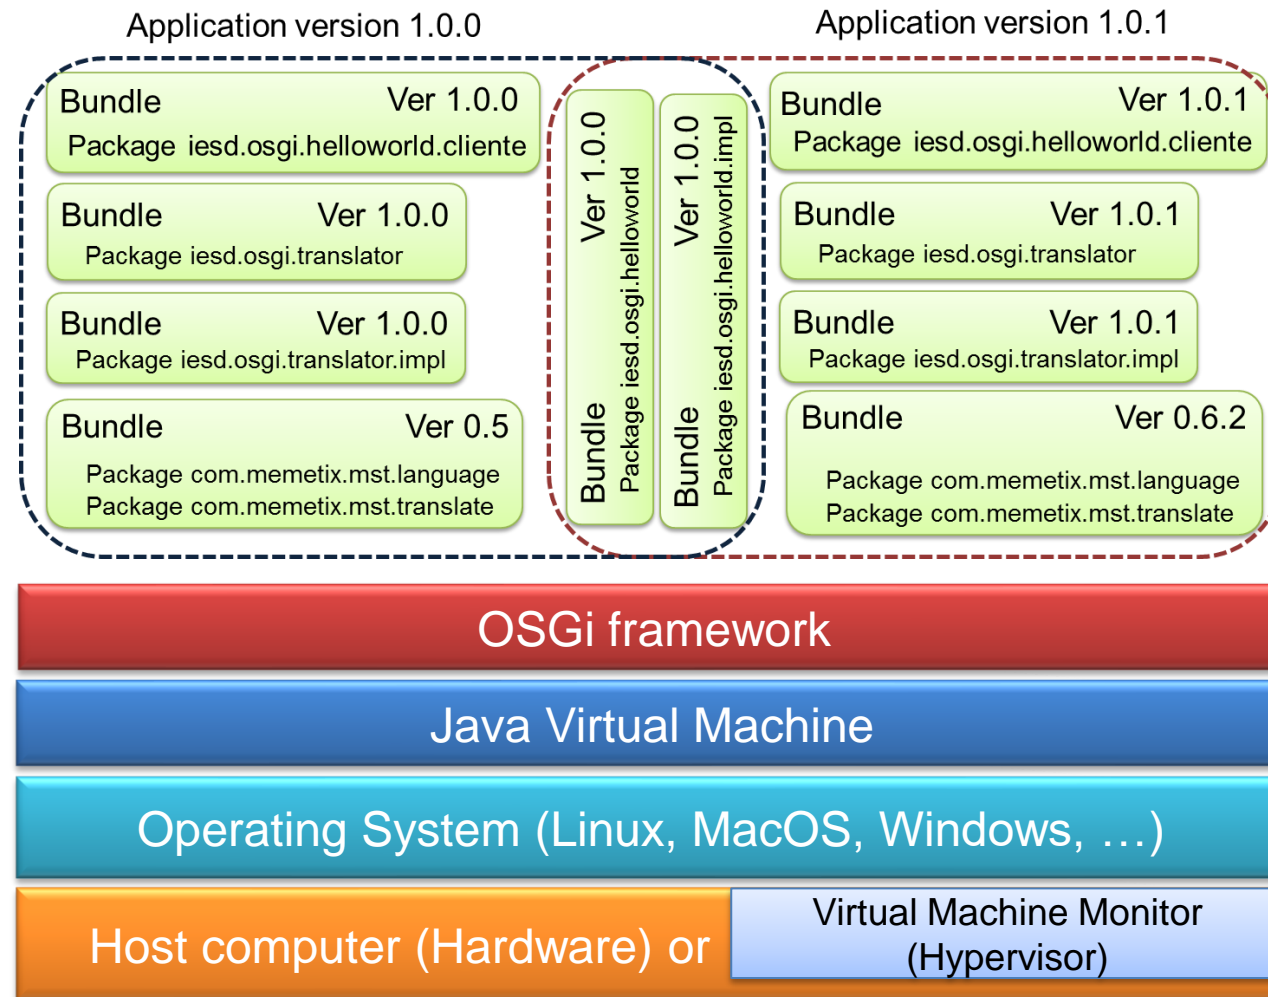 Application version 1.0.0
Application version 1.0.1
Bundle Ver 1.0.0
Package iesd.osgi.helloworld.cliente
Bundle Ver 1.0.0
Package iesd.osgi.translator
Bundle Ver 1.0.0
Package iesd.osgi.translator.impl
Bundle Ver 0.5
Package com.memetix.mst.language
Package com.memetix.mst.translate
Bundle Ver 1.0.0
Package iesd.osgi.helloworld
Bundle Ver 1.0.0
Package iesd.osgi.helloworld.impl
Bundle Ver 1.0.1
Package iesd.osgi.helloworld.cliente
Bundle Ver 1.0.1
Package iesd.osgi.translator
Bundle Ver 1.0.1
Package iesd.osgi.translator.impl
Bundle Ver 0.6.2
Package com.memetix.mst.language
Package com.memetix.mst.translate
OSGi framework
Java Virtual Machine
Operating System (Linux, MacOS, Windows, …)
Host computer (Hardware) or
Virtual Machine Monitor
(Hypervisor)